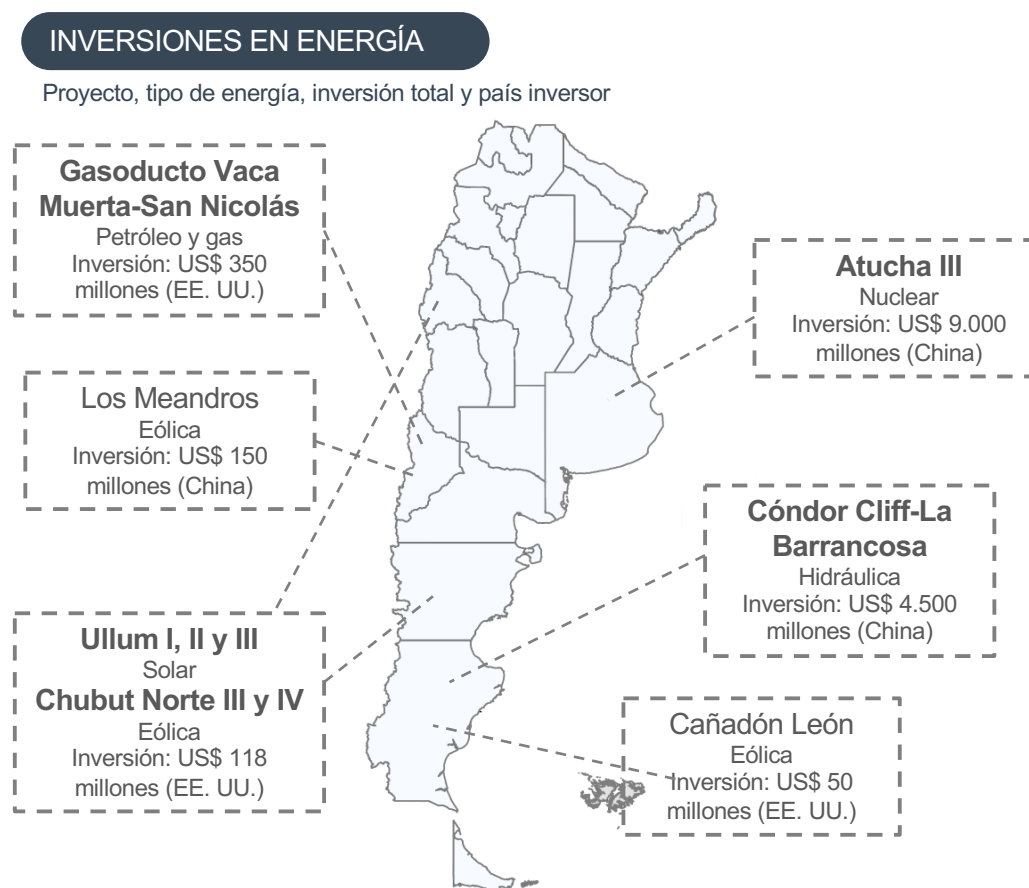 INVERSIONES EN ENERGÍA
Proyecto, tipo de energía, inversión total y país inversor
Gasoducto Vaca
Muerta-San Nicolás
Petróleo y gas
Inversión: US$ 350
millones (EE. UU.)
Los Meandros
Eólica
Inversión: US$ 150
millones (China)
Ullum I, II y III
Solar
Chubut Norte III y IV
Eólica
Inversión: US$ 118
millones (EE. UU.)
Atucha III
Nuclear
Inversión: US$ 9.000
millones (China)
Cóndor Cliff-La
Barrancosa
Hidráulica
Inversión: US$ 4.500
millones (China)
Cañadón León
Eólica
Inversión: US$ 50
millones (EE. UU.)